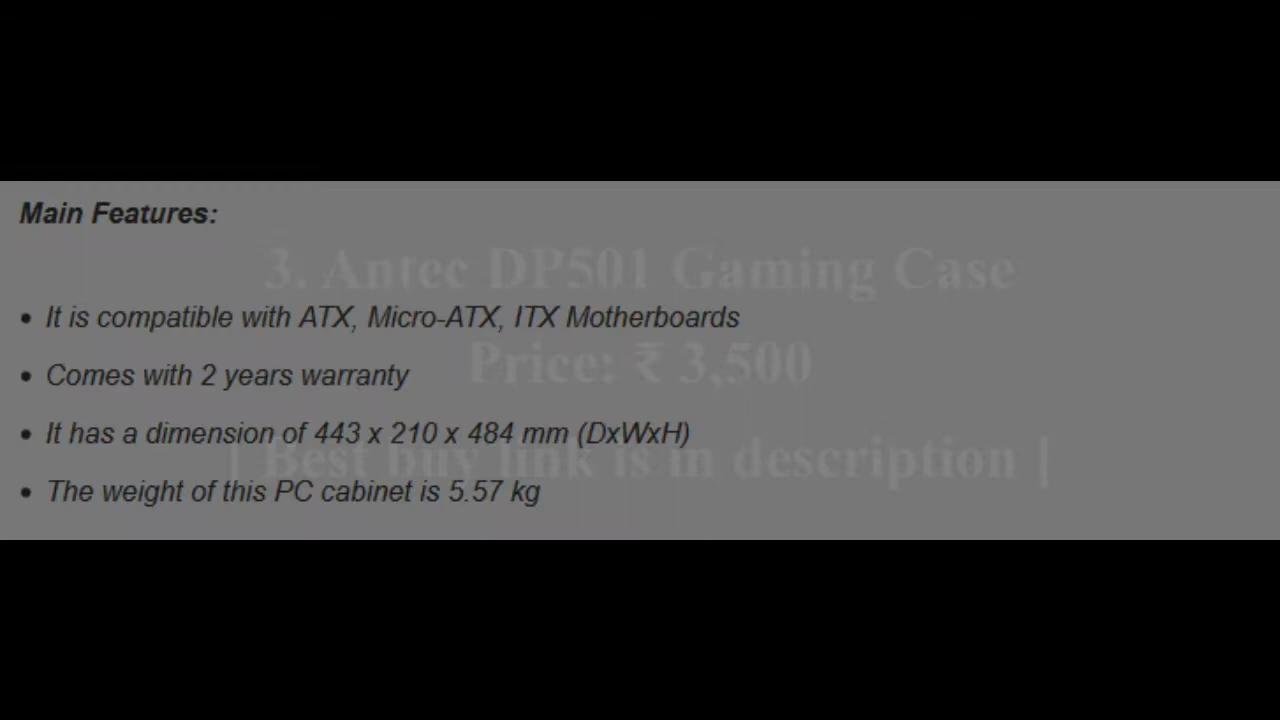 Main Features:
3. Antec DP501 Gaming Case
• It is compatible with ATX, Micro-ATX, ITX Motherboards
Price: ₹ 3,500
• Comes with 2 years warranty
• It has a dimension of 443 x 210 x 484 mm (DxWxH)
| Best buy link is in description |
• The weight of this PC cabinet is 5.57 kg